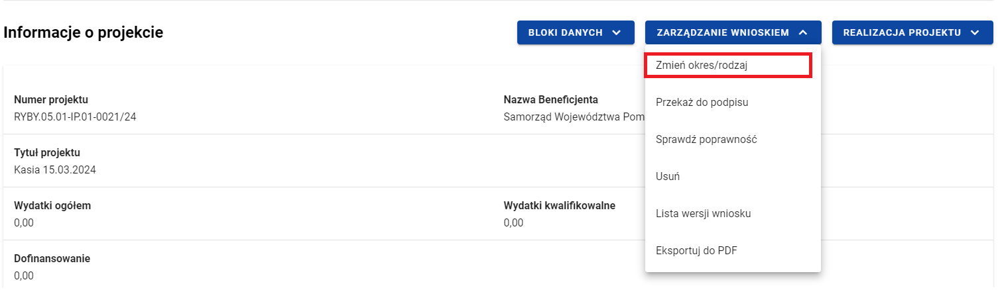 Informacje o projekcie
BLOKI DANYCH
ZARZĄDZANIE WNIOSKIEM
REALIZACJA PROJEKTU
Zmień okres/rodzaj
Przekaż do podpisu
Sprawdź poprawność
Usuń
Lista wersji wniosku
Eksportuj do PDF
Numer projektu
RYBY.05.01-IP.01-0021/24
Nazwa Beneficjenta
Samorząd Województwa Pom
Tytuł projektu
Kasia 15.03.2024
Wydatki ogółem
0,00
Wydatki kwalifikowalne
0,00
Dofinansowanie
0,00